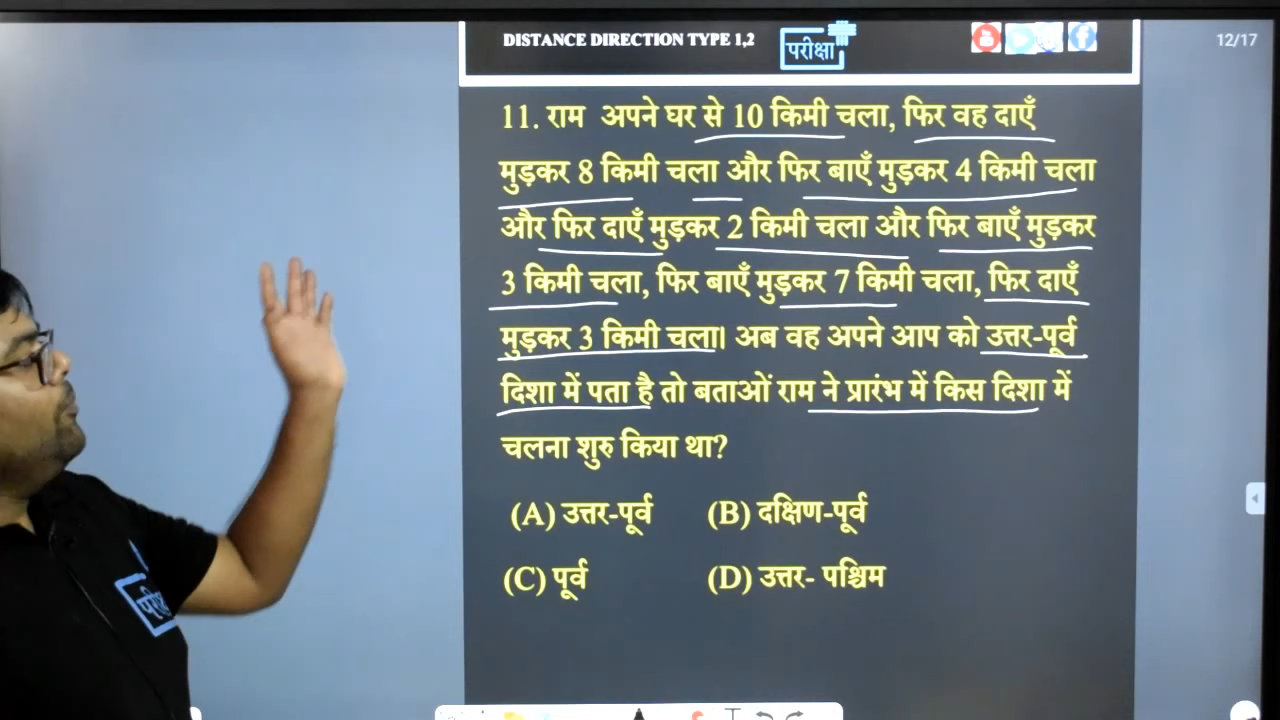 DISTANCE DIRECTION TYPE 1,2
परीक्षा
12/17
11. राम अपने घर से 10 किमी चला, फिर वह दाएँ
मुड़कर 8 किमी चला और फिर बाएँ मुड़कर 4 किमी चला
और फिर दाएँ मुड़कर 2 किमी चला और फिर बाएँ मुड़कर
3 किमी चला, फिर बाएँ मुड़कर 7 किमी चला, फिर दाएँ
मुड़कर 3 किमी चला। अब वह अपने आप को उत्तर-पूर्व
दिशा में पता है तो बताओं राम ने प्रारंभ में किस दिशा में
चलना शुरु किया था?
(A) उत्तर-पूर्व (B) दक्षिण-पूर्व
(C) पूर्व (D) उत्तर- पश्चिम